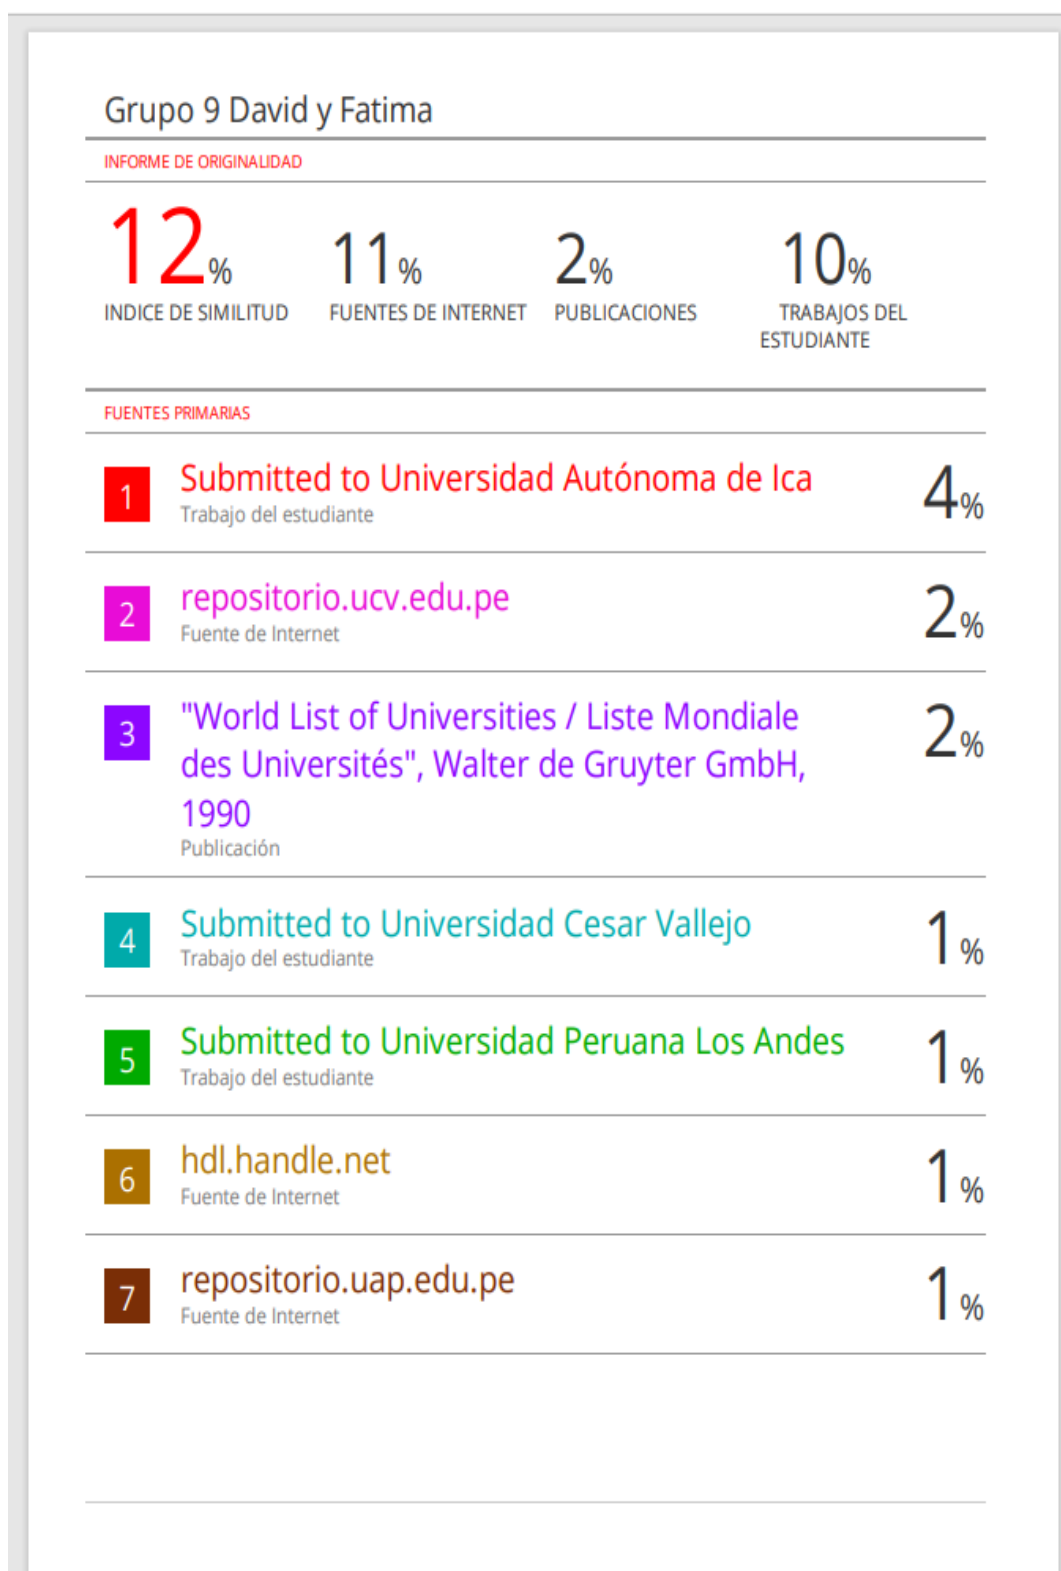 Grupo 9 David y Fatima
INFORME DE ORIGINALIDAD
12%
INDICE DE SIMILITUD
11%
FUENTES DE INTERNET
2%
PUBLICACIONES
10%
TRABAJOS DEL
ESTUDIANTE
FUENTES PRIMARIAS
1
Submitted to Universidad Autónoma de Ica
Trabajo del estudiante
4%
2
repositorio.ucv.edu.pe
Fuente de Internet
2%
3
"World List of Universities / Liste Mondiale
des Universités", Walter de Gruyter GmbH,
1990
Publicación
2%
4
Submitted to Universidad Cesar Vallejo
Trabajo del estudiante
1%
5
Submitted to Universidad Peruana Los Andes
Trabajo del estudiante
1%
6
hdl.handle.net
Fuente de Internet
1%
7
repositorio.uap.edu.pe
Fuente de Internet
1%